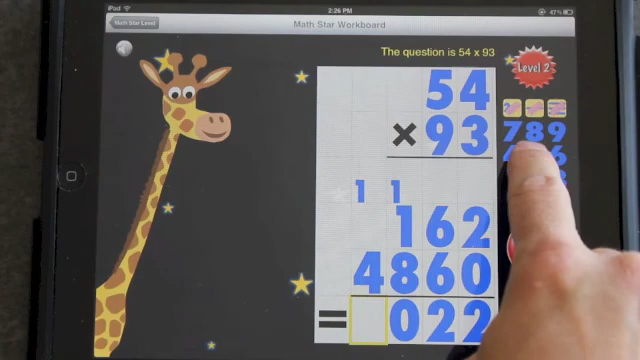 iPod 2:26 PM 47%
Math Star Level Math Star Workboard
The question is 54 x 93
Level 2
54
× 93
789
6
1 1
162
4860
= 022